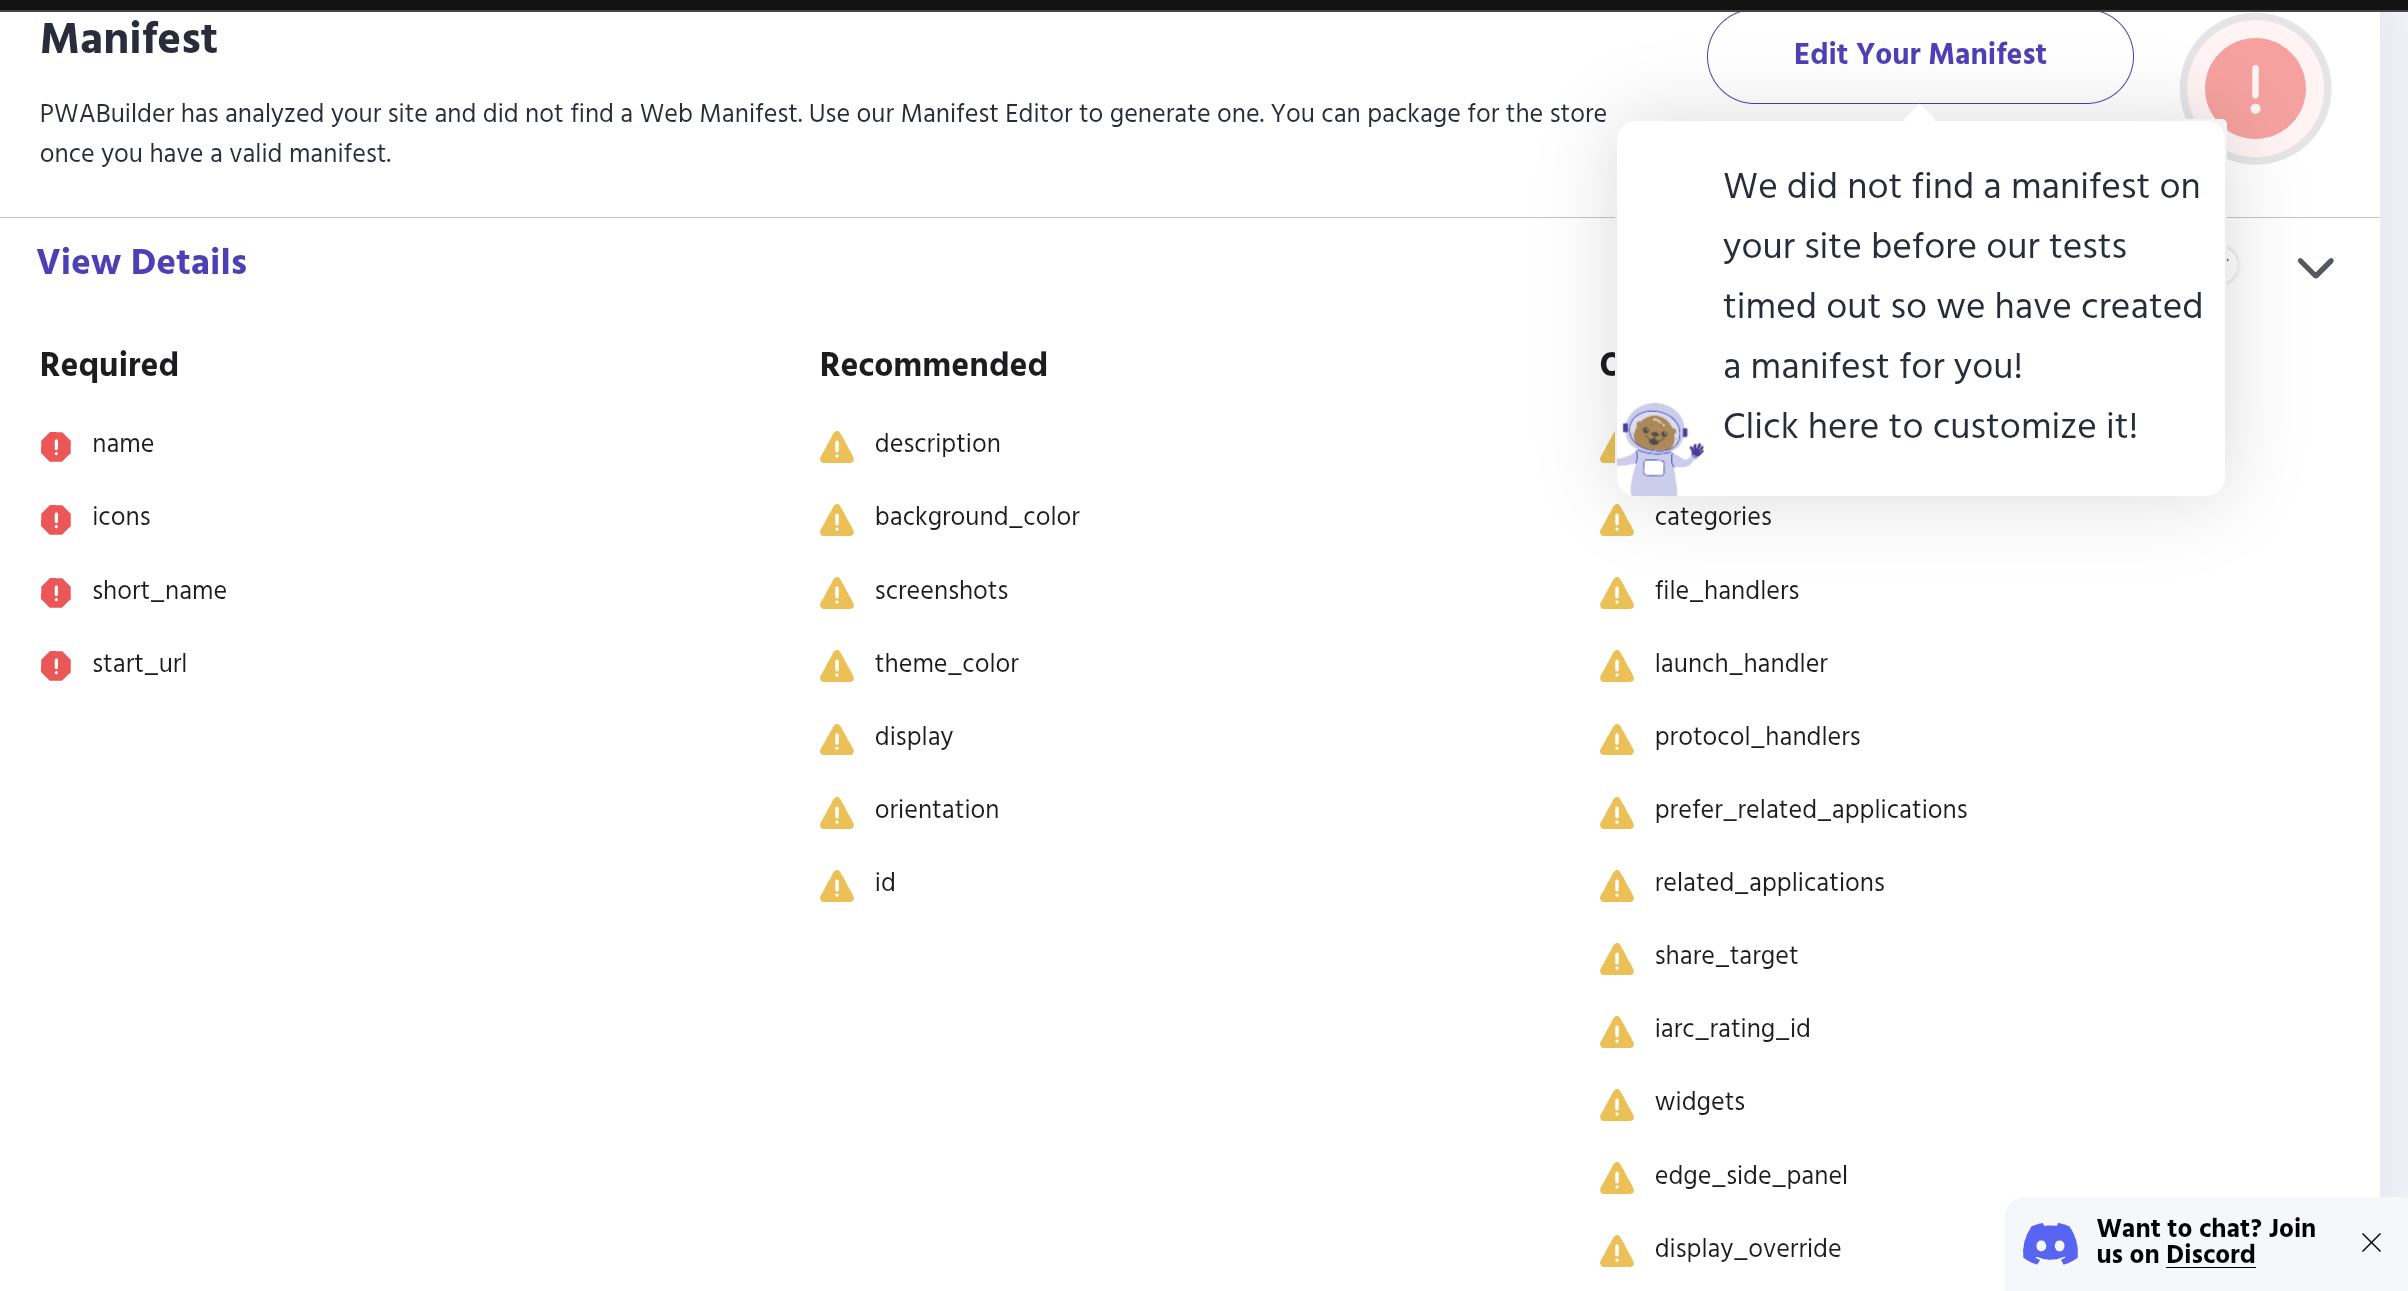 Manifest
Edit Your Manifest
PWABuilder has analyzed your site and did not find a Web Manifest. Use our Manifest Editor to generate one. You can package for the store
once you have a valid manifest.
We did not find a manifest on
your site before our tests
timed out so we have created
a manifest for you!
Click here to customize it!
View Details
Required
name
icons
short_name
start_url
Recommended
description
background_color
screenshots
theme_color
display
orientation
id
categories
file_handlers
launch_handler
protocol_handlers
prefer_related_applications
related_applications
share_target
iarc_rating_id
widgets
edge_side_panel
display_override
Want to chat? Join
us on Discord